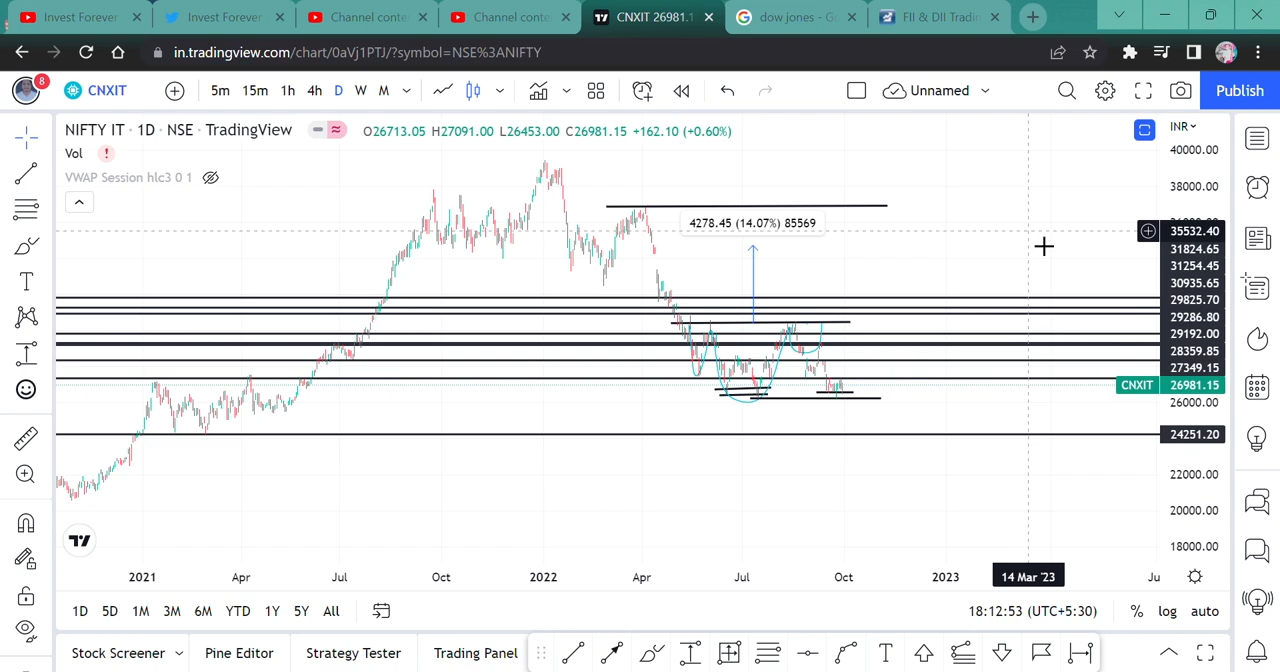 Invest Forever
Invest Forever
Channel conte
Channel conte
CNXIT 26981.1
dow jones - G
FII & DII Tradin
in.tradingview.com/chart/0aVj1PTJ/?symbol=NSE%3ANIFTY
8
CNXIT
5m 15m 1h 4h D W M
Unnamed
Publish
NIFTY IT · 1D · NSE · TradingView
O26713.05 H27091.00 L26453.00 C26981.15 +162.10 (+0.60%)
INR
Vol
VWAP Session hlc3 0 1
40000.00
38000.00
4278.45 (14.07%) 85569
35532.40
31824.65
31254.45
30935.65
29825.70
29286.80
29192.00
28359.85
27349.15
CNXIT 26981.15
26000.00
24251.20
22000.00
20000.00
18000.00
2021 Apr Jul Oct 2022 Apr Jul Oct 2023 14 Mar '23 Ju
1D 5D 1M 3M 6M YTD 1Y 5Y All
18:12:53 (UTC+5:30)
% log auto
Stock Screener Pine Editor Strategy Tester Trading Panel